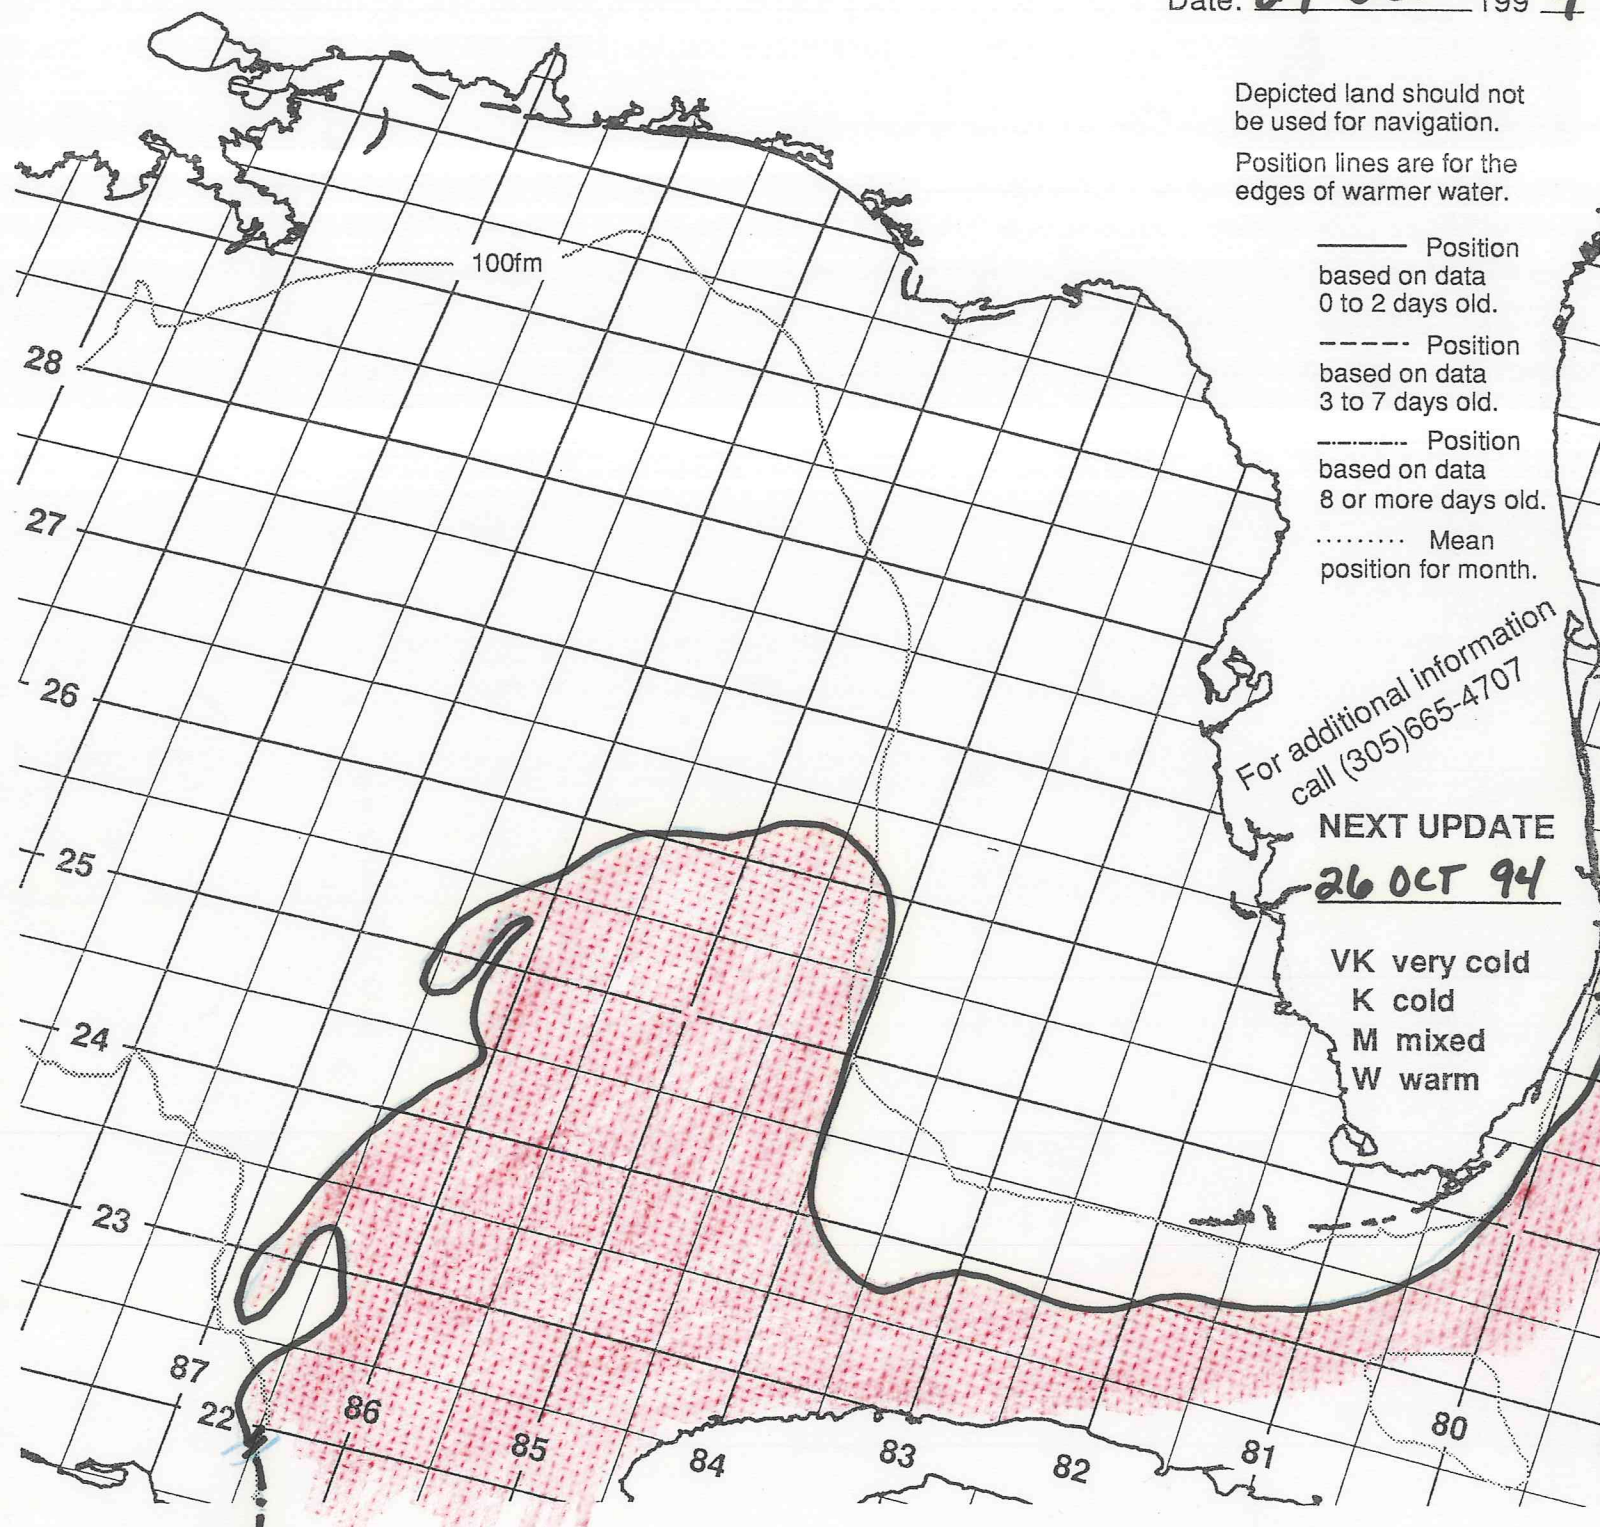 Date: 199
Depicted land should not
be used for navigation.
Position lines are for the
edges of warmer water.
100fm
Position
based on data
0 to 2 days old.
28
Position
based on data
3 to 7 days old.
Position
based on data
8 or more days old.
27
Mean
position for month.
For additional information
call (305)665-4707
26
NEXT UPDATE
26 OCT 94
25
VK very cold
K cold
M mixed
W warm
24
23
87
22
86
85
84
83
82
81
80